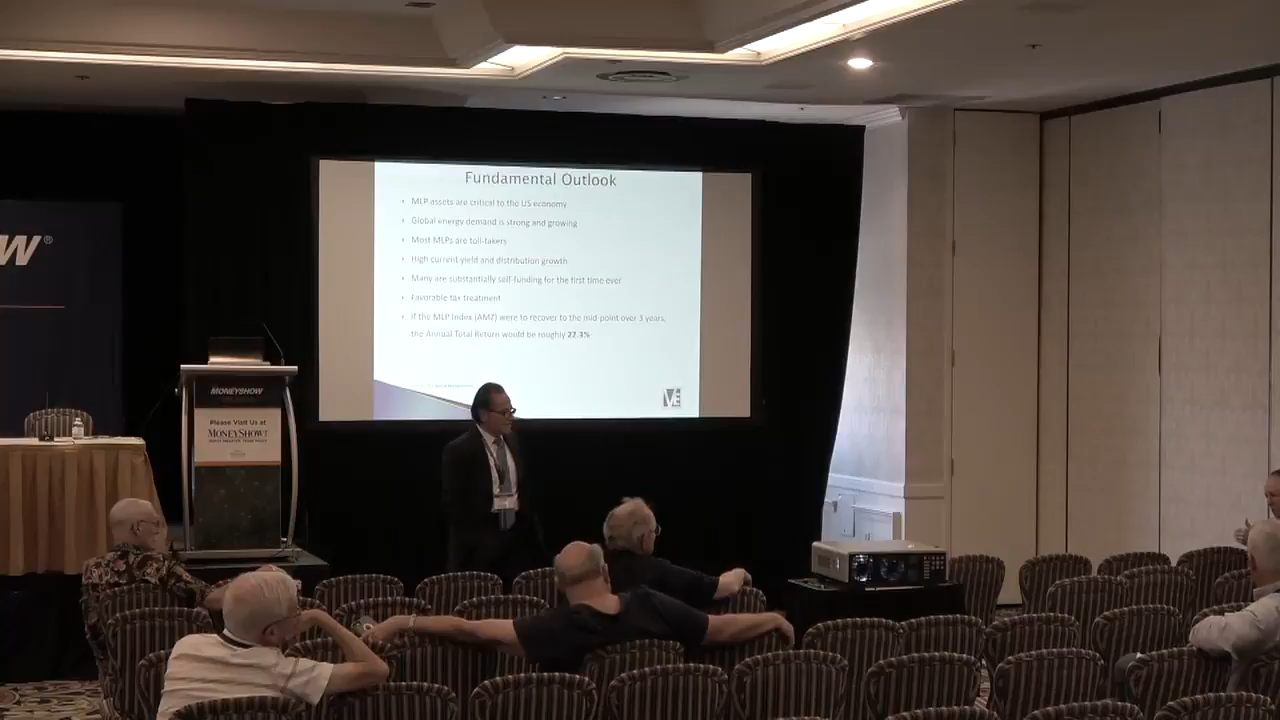 Fundamental Outlook
• MLP assets are critical to the US economy
• Global energy demand is strong and growing
• Most MLPs are toll-takers
• High current yield and distribution growth
• Many are substantially self-funding for the first time ever
• Favorable tax treatment
• If the MLP Index (AMZ) were to recover to the mid-point over 3 years,
the Annual Total Return would be roughly 22.3%
VE
W®
MONEYSHOW
Please Visit Us at
MONEYSHOW